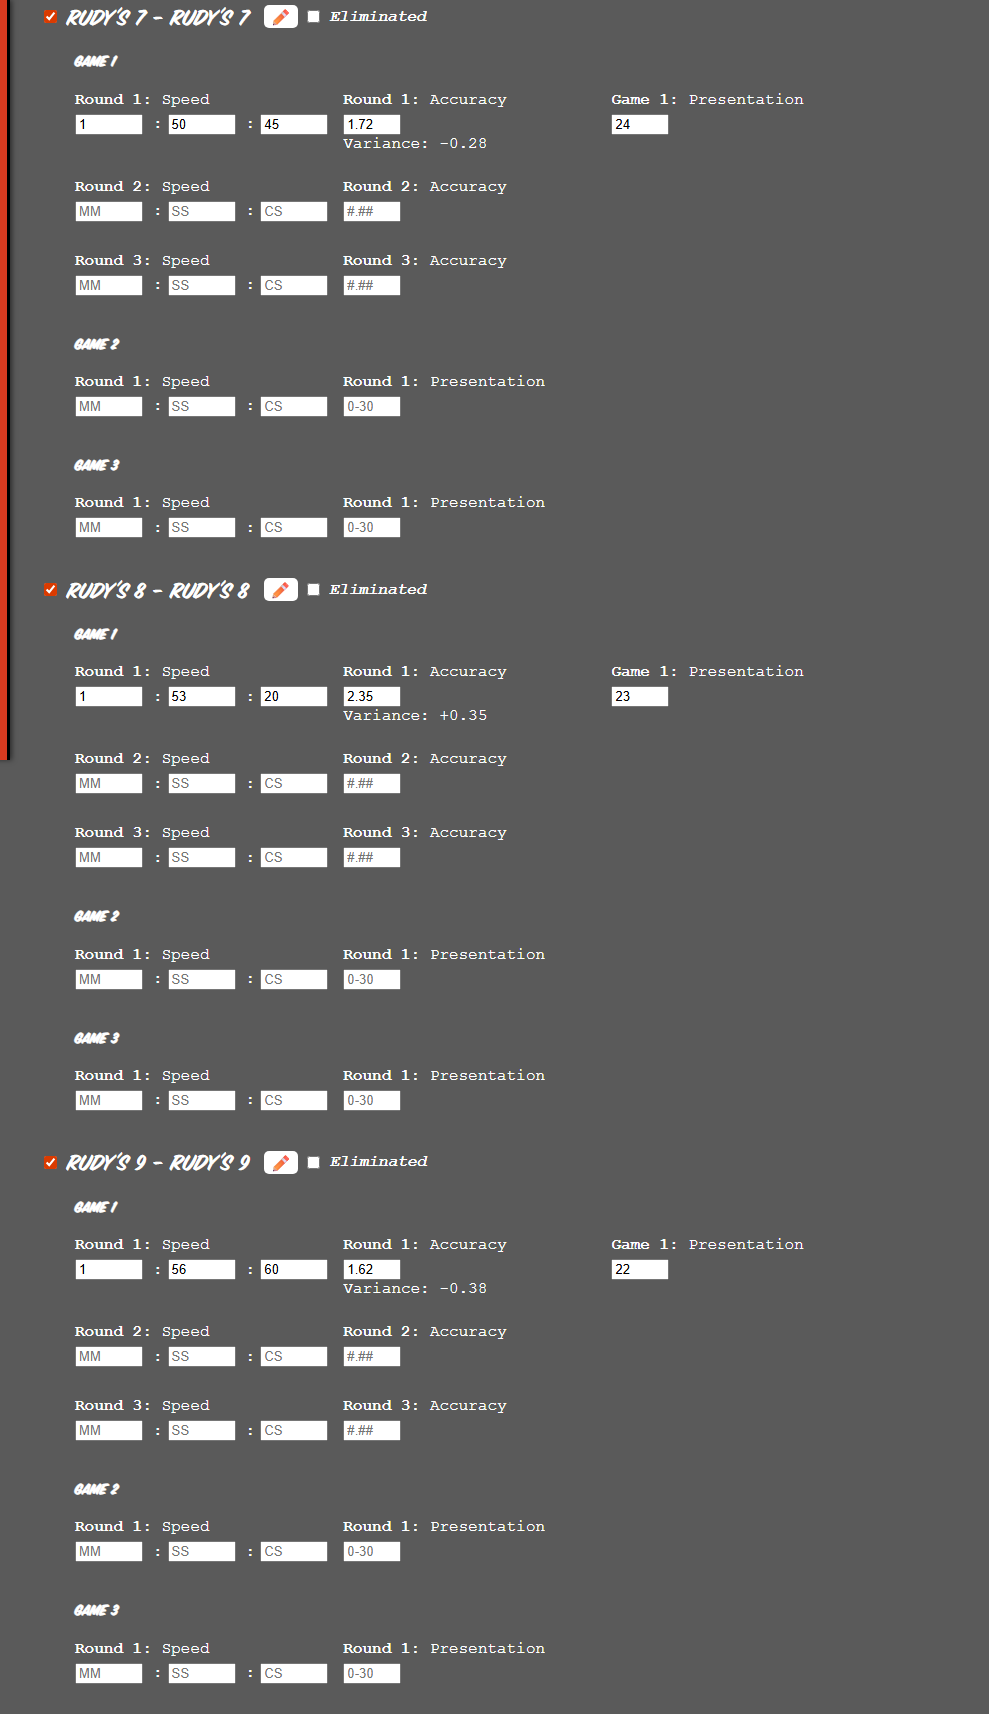 RUDY'S 7 - RUDY'S 7 Eliminated
GAME 1
Round 1: Speed Round 1: Accuracy Game 1: Presentation
1 : 50 : 45 1.72 24
Variance: -0.28
Round 2: Speed Round 2: Accuracy
MM : SS : CS #.##
Round 3: Speed Round 3: Accuracy
MM : SS : CS #.##
GAME 2
Round 1: Speed Round 1: Presentation
MM : SS : CS 0-30
GAME 3
Round 1: Speed Round 1: Presentation
MM : SS : CS 0-30
RUDY'S 8 - RUDY'S 8 Eliminated
GAME 1
Round 1: Speed Round 1: Accuracy Game 1: Presentation
1 : 53 : 20 2.35 23
Variance: +0.35
Round 2: Speed Round 2: Accuracy
MM : SS : CS #.##
Round 3: Speed Round 3: Accuracy
MM : SS : CS #.##
GAME 2
Round 1: Speed Round 1: Presentation
MM : SS : CS 0-30
GAME 3
Round 1: Speed Round 1: Presentation
MM : SS : CS 0-30
RUDY'S 9 - RUDY'S 9 Eliminated
GAME 1
Round 1: Speed Round 1: Accuracy Game 1: Presentation
1 : 56 : 60 1.62 22
Variance: -0.38
Round 2: Speed Round 2: Accuracy
MM : SS : CS #.##
Round 3: Speed Round 3: Accuracy
MM : SS : CS #.##
GAME 2
Round 1: Speed Round 1: Presentation
MM : SS : CS 0-30
GAME 3
Round 1: Speed Round 1: Presentation
MM : SS : CS 0-30